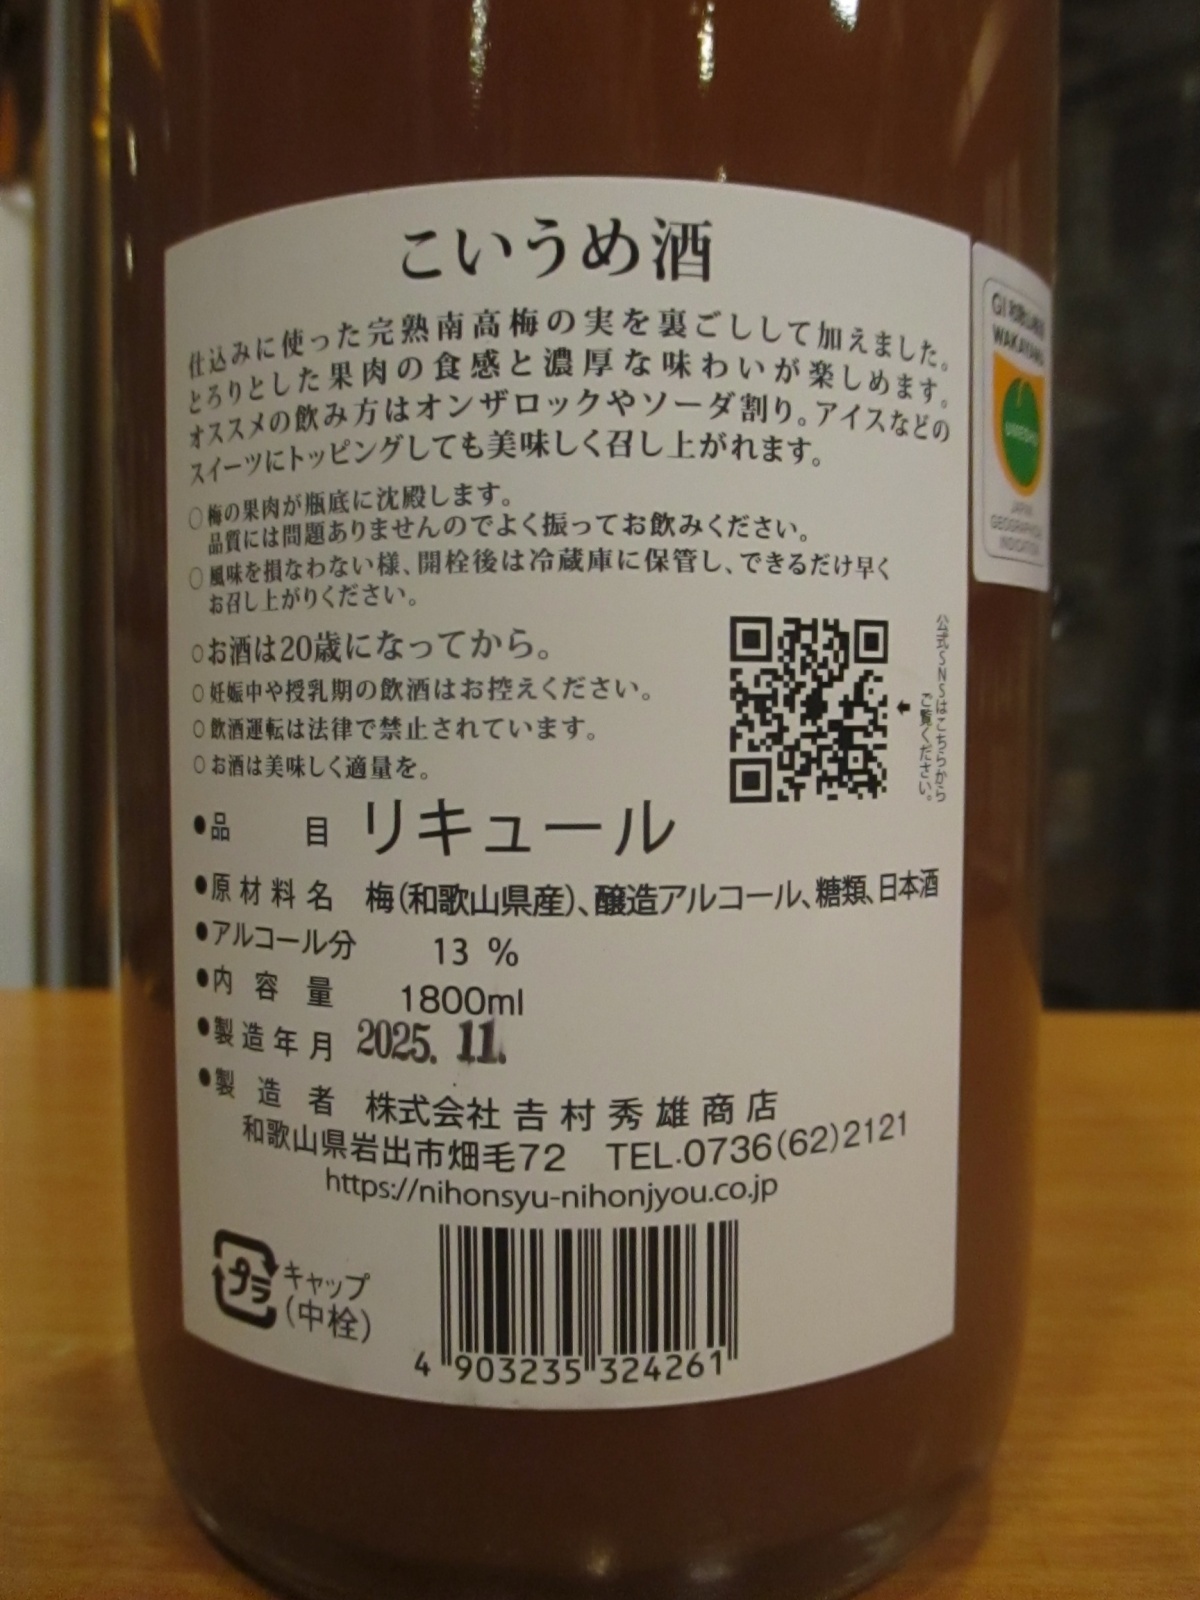 こいうめ酒
仕込みに使った完熟南高梅の実を裏ごしして加えました。
とろりとした果肉の食感と濃厚な味わいが楽しめます。
オススメの飲み方はオンザロックやソーダ割り。アイスなどの
スイーツにトッピングしても美味しく召し上がれます。
○梅の果肉が瓶底に沈殿します。
品質には問題ありませんのでよく振ってお飲みください。
○風味を損なわない様、開栓後は冷蔵庫に保管し、できるだけ早く
お召し上がりください。
○お酒は20歳になってから。
○妊娠中や授乳期の飲酒はお控えください。
○飲酒運転は法律で禁止されています。
○お酒は美味しく適量を。
公式SNSはこちらから
ご覧ください。
●品目 リキュール
●原材料名 梅(和歌山県産)、醸造アルコール、糖類、日本酒
●アルコール分 13 %
●内容量 1800ml
●製造年月 2025. 11.
●製造者 株式会社 𠮷村秀雄商店
和歌山県岩出市畑毛72 TEL.0736(62)2121
https://nihonsyu-nihonjyou.co.jp
プラ
キャップ
(中栓)
4 903235 324261
GI
WAKAYAMA
UMESHU
JAPAN
GEOGRAPHICAL
INDICATION